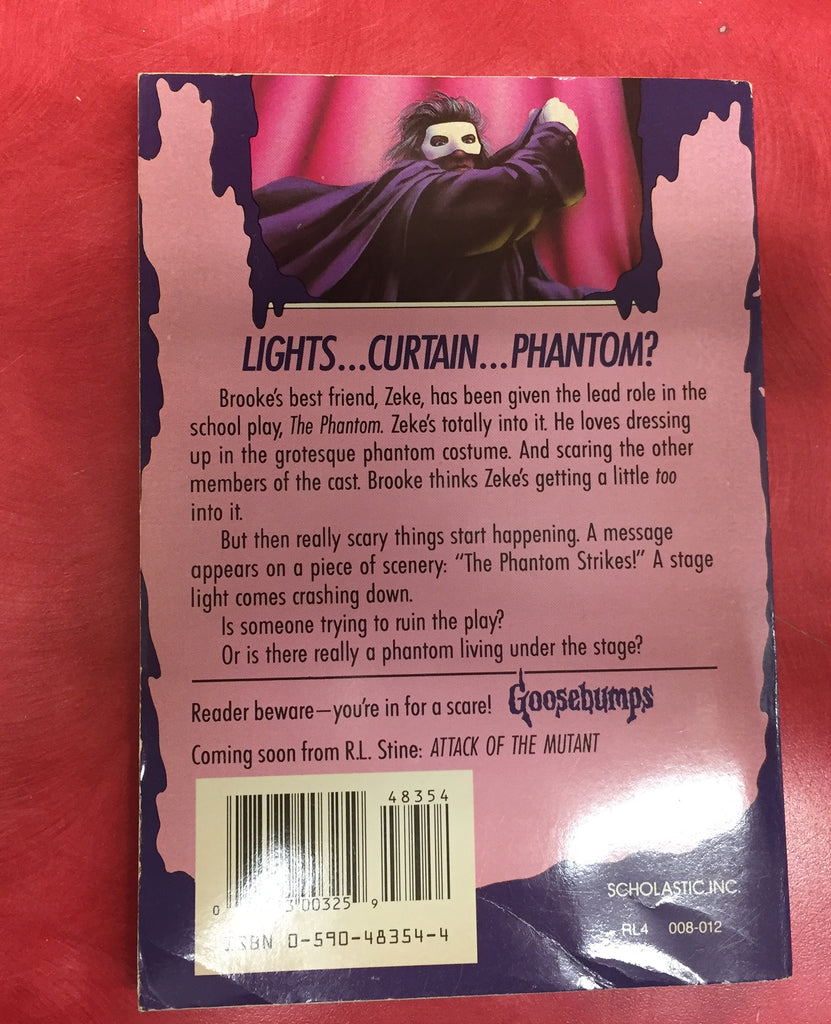 LIGHTS...CURTAIN...PHANTOM?
Brooke's best friend, Zeke, has been given the lead role in the
school play, The Phantom. Zeke's totally into it. He loves dressing
up in the grotesque phantom costume. And scaring the other
members of the cast. Brooke thinks Zeke's getting a little too
into it.
But then really scary things start happening. A message
appears on a piece of scenery: "The Phantom Strikes!" A stage
light comes crashing down.
Is someone trying to ruin the play?
Or is there really a phantom living under the stage?
Reader beware—you're in for a scare! Goosebumps
Coming soon from R.L. Stine: ATTACK OF THE MUTANT
48354
0 00325 9
ISBN 0-590-48354-4
SCHOLASTIC INC.
RL4 008-012